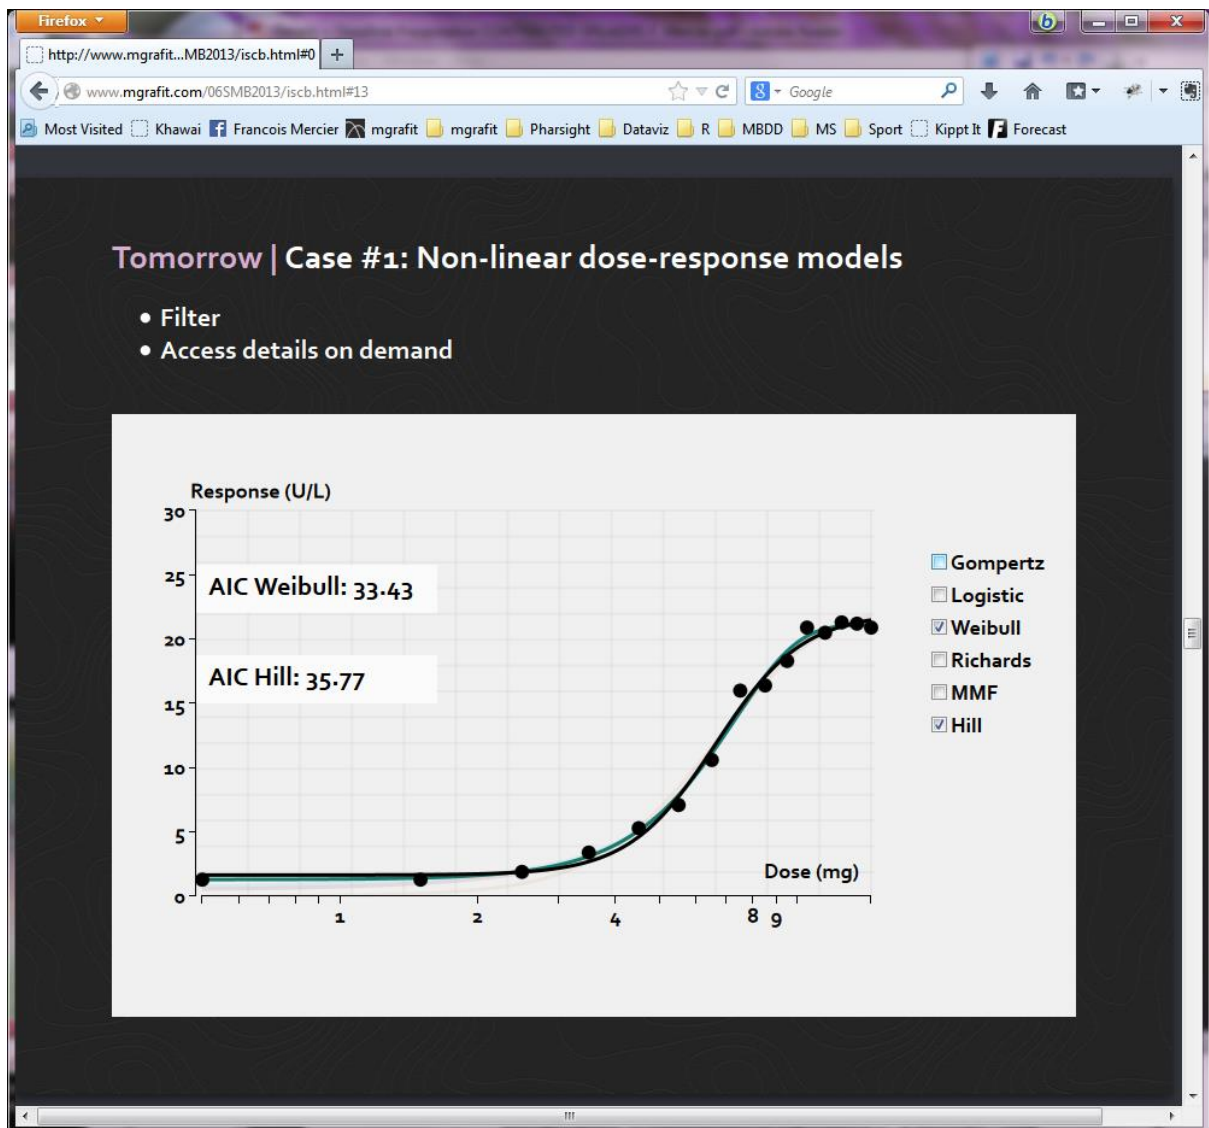 Firefox
http://www.mgrafit...MB2013/iscb.html#0 +
www.mgrafit.com/06SMB2013/iscb.html#13 8 Google
Most Visited Khawai Francois Mercier mgrafit mgrafit Pharsight Dataviz R MBDD MS Sport Kippt It Forecast
Tomorrow | Case #1: Non-linear dose-response models
• Filter
• Access details on demand
Response (U/L)
30
25
20
15
10
5
0
AIC Weibull: 33.43
AIC Hill: 35.77
Dose (mg)
1 2 4 8 9
Gompertz
Logistic
Weibull
Richards
MMF
Hill